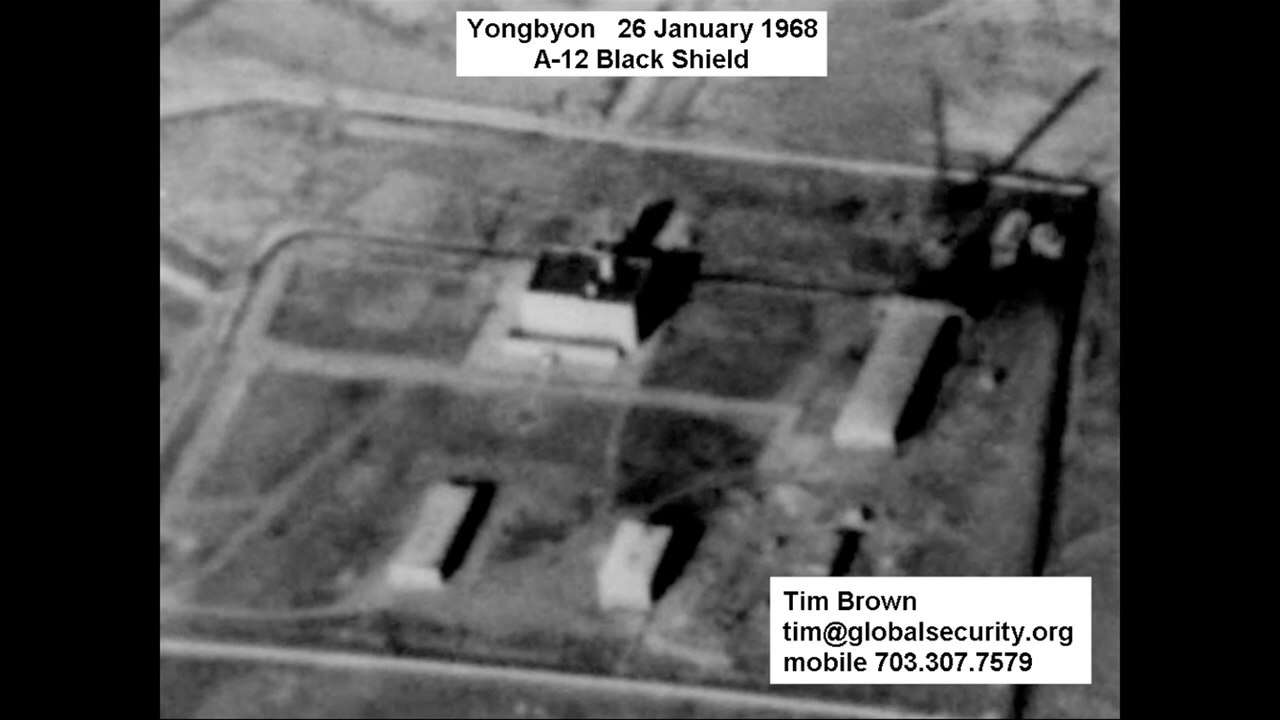 Yongbyon 26 January 1968
A-12 Black Shield
Tim Brown
tim@globalsecurity.org
mobile 703.307.7579